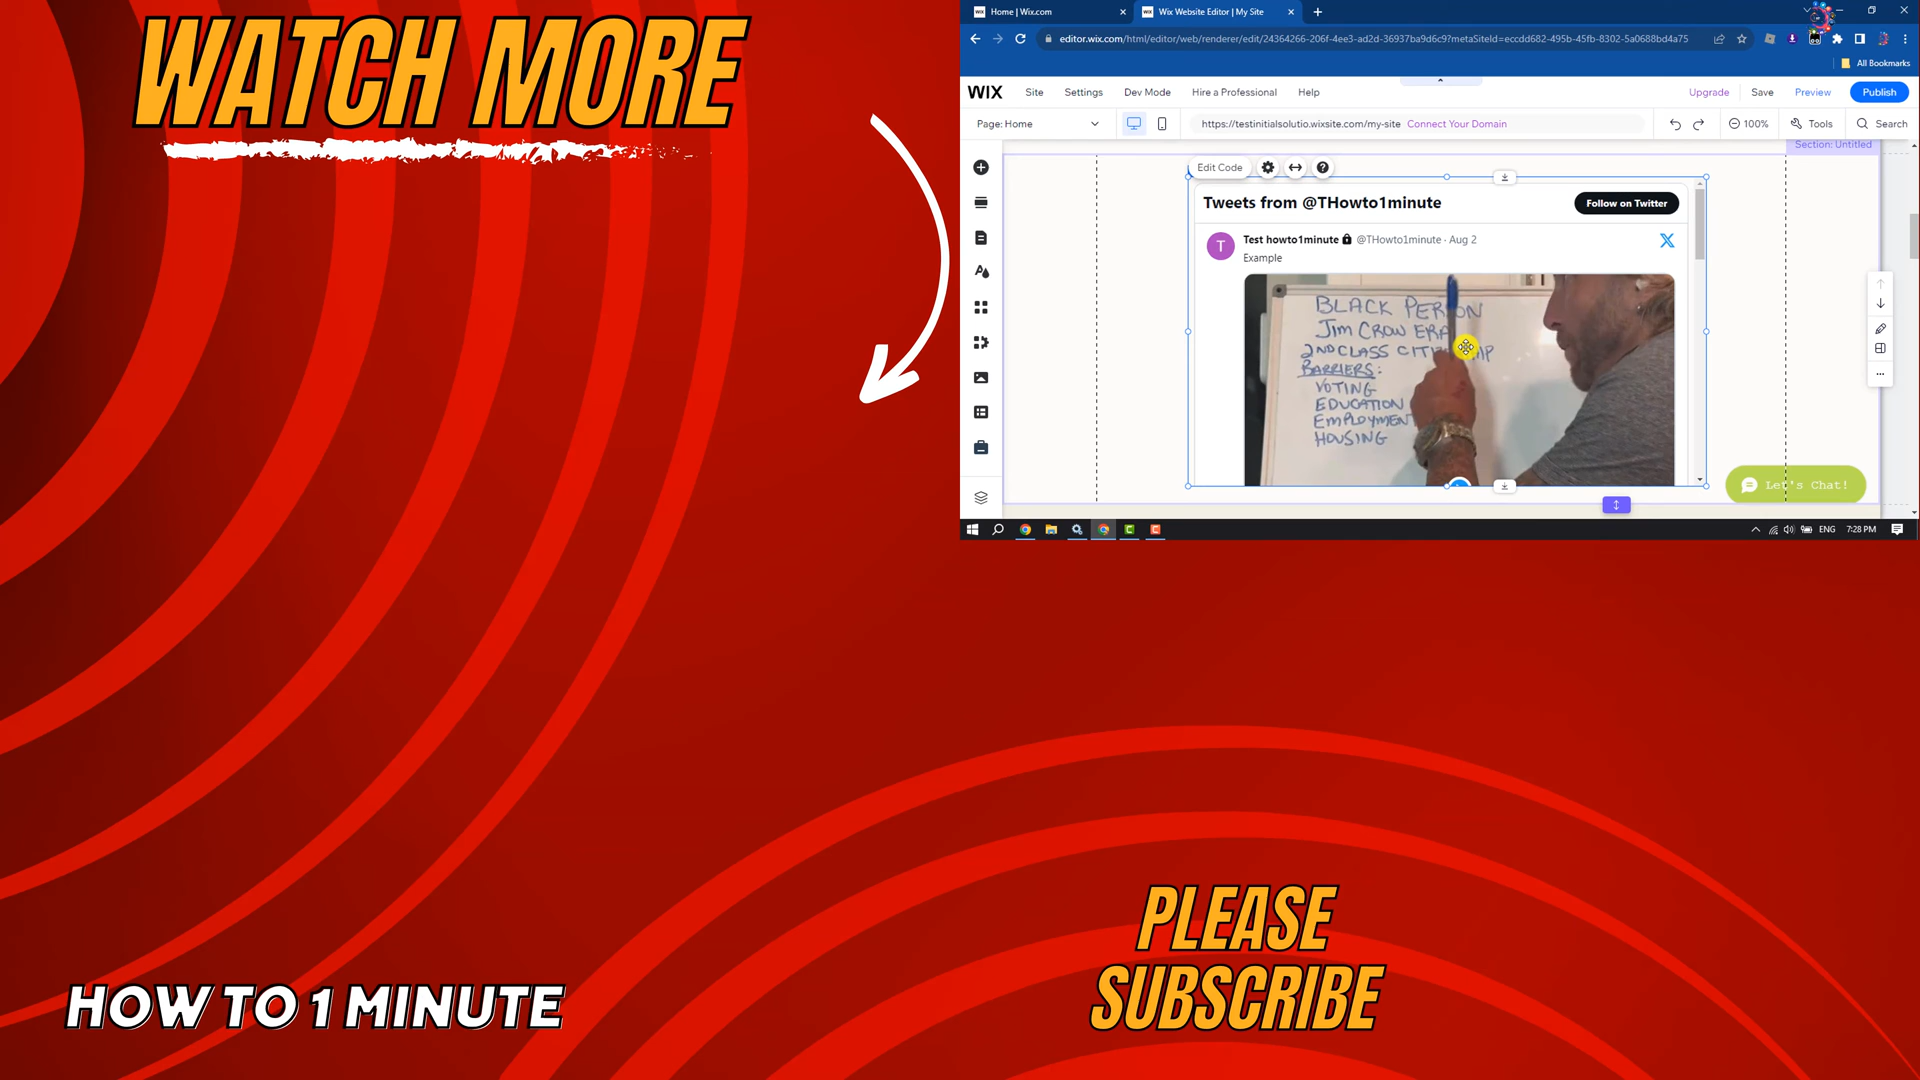 WATCH MORE
Home | Wix.com
Wix Website Editor | My Site
editor.wix.com/html/editor/web/renderer/edit/24364266-206f-4ee3-ad2d-36937ba9d6c9?metaSiteId=eccdd682-495b-45fb-8302-5a0688bd4a75
All Bookmarks
WIX Site Settings Dev Mode Hire a Professional Help Upgrade Save Preview Publish
Page: Home https://testinitialsolutio.wixsite.com/my-site Connect Your Domain 100% Tools Search
Section: Untitled
Edit Code
Tweets from @THowto1minute Follow on Twitter
T Test howto1minute @THowto1minute · Aug 2
Example
BLACK PERSON
JIM CROW ERA
2ND CLASS
BARRIERS:
VOTING
EDUCATION
EMPLOYMENT
HOUSING
Let's Chat!
ENG 7:28 PM
PLEASE
SUBSCRIBE
HOW TO 1 MINUTE